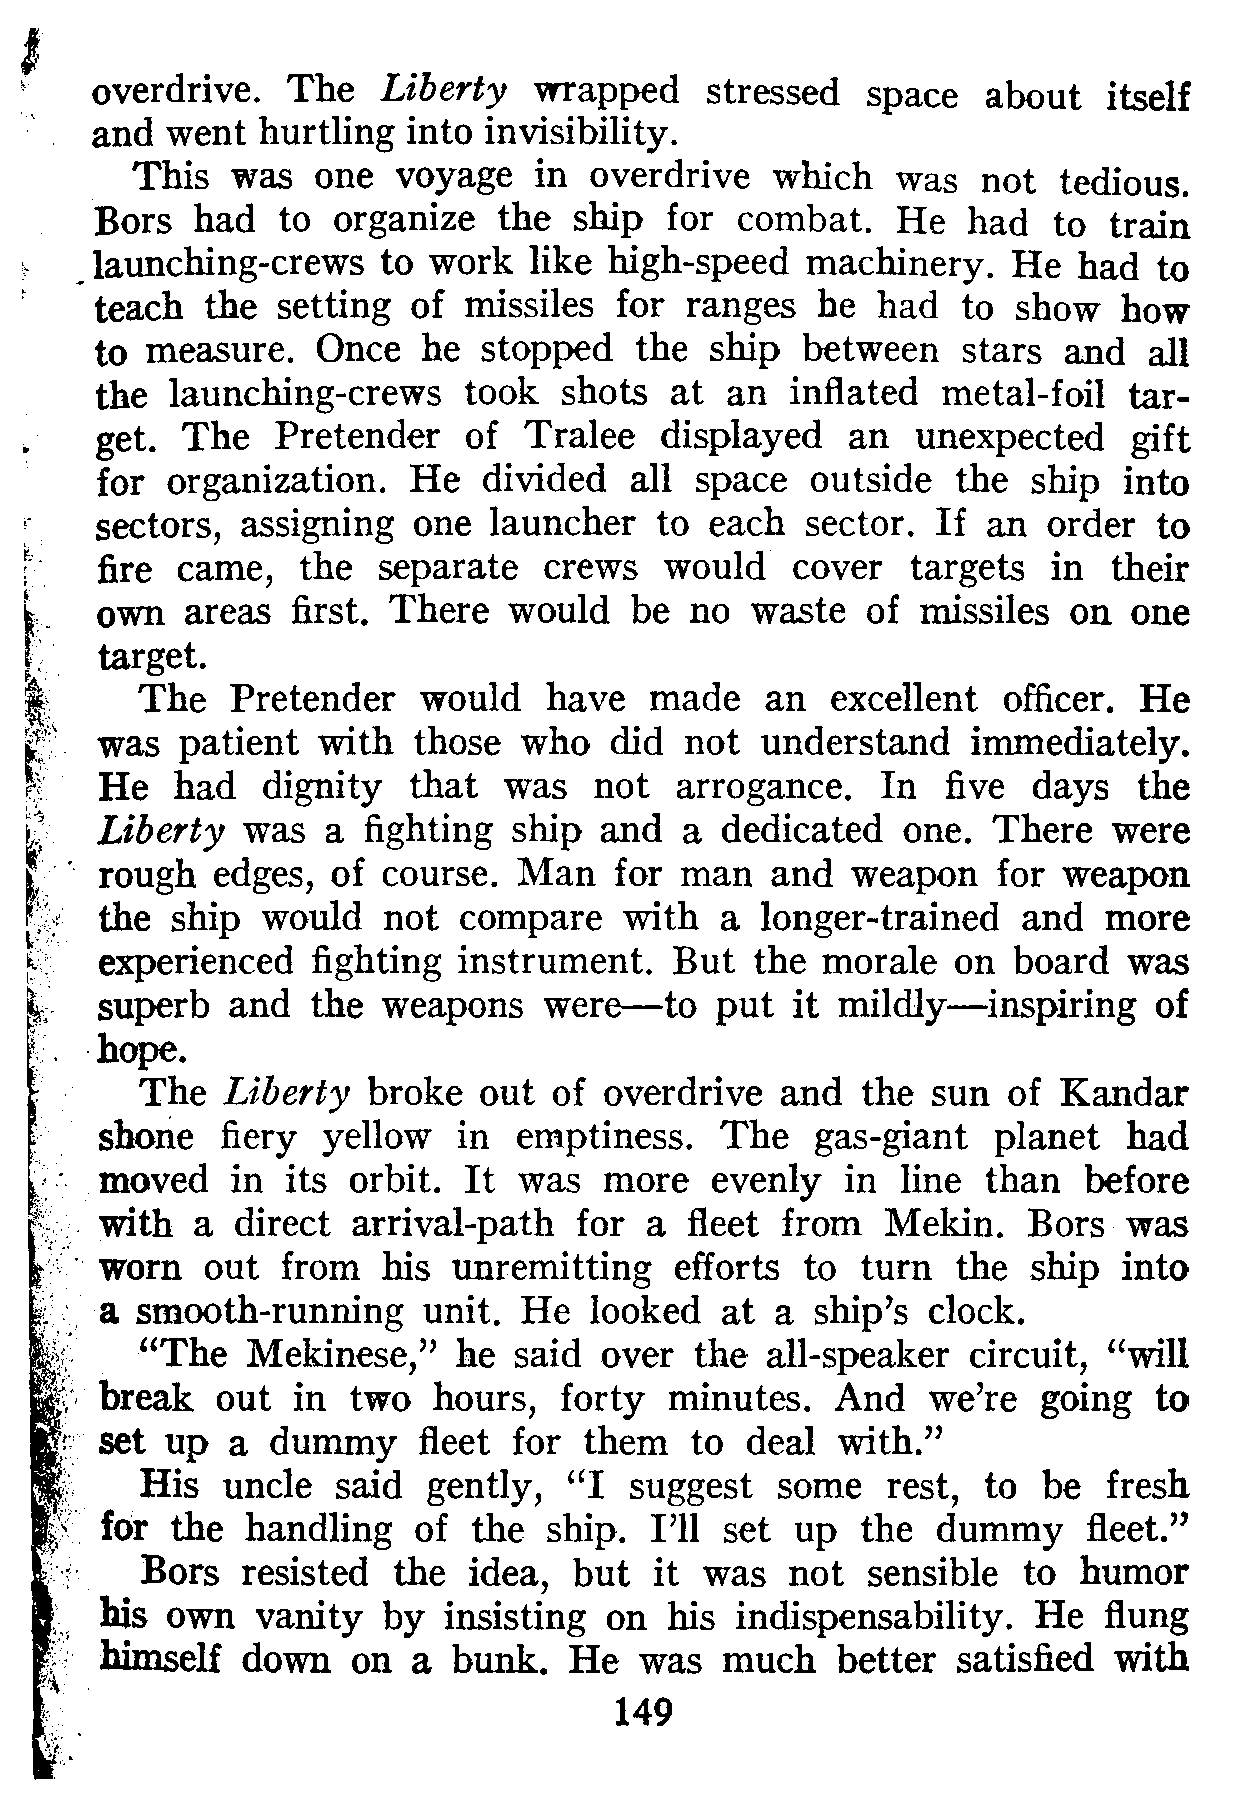 overdrive. The Liberty wrapped stressed space about itself
and went hurtling into invisibility.
This was one voyage in overdrive which was not tedious.
Bors had to organize the ship for combat. He had to train
launching-crews to work like high-speed machinery. He had to
teach the setting of missiles for ranges he had to show how
to measure. Once he stopped the ship between stars and all
the launching-crews took shots at an inflated metal-foil tar-
get. The Pretender of Tralee displayed an unexpected gift
for organization. He divided all space outside the ship into
sectors, assigning one launcher to each sector. If an order to
fire came, the separate crews would cover targets in their
own areas first. There would be no waste of missiles on one
target.
The Pretender would have made an excellent officer. He
was patient with those who did not understand immediately.
He had dignity that was not arrogance. In five days the
Liberty was a fighting ship and a dedicated one. There were
rough edges, of course. Man for man and weapon for weapon
the ship would not compare with a longer-trained and more
experienced fighting instrument. But the morale on board was
superb and the weapons were—to put it mildly—inspiring of
hope.
The Liberty broke out of overdrive and the sun of Kandar
shone fiery yellow in emptiness. The gas-giant planet had
moved in its orbit. It was more evenly in line than before
with a direct arrival-path for a fleet from Mekin. Bors was
worn out from his unremitting efforts to turn the ship into
a smooth-running unit. He looked at a ship's clock.
“The Mekinese,” he said over the all-speaker circuit, “will
break out in two hours, forty minutes. And we're going to
set up a dummy fleet for them to deal with.”
His uncle said gently, “I suggest some rest, to be fresh
for the handling of the ship. I'll set up the dummy fleet.”
Bors resisted the idea, but it was not sensible to humor
his own vanity by insisting on his indispensability. He flung
himself down on a bunk. He was much better satisfied with
149